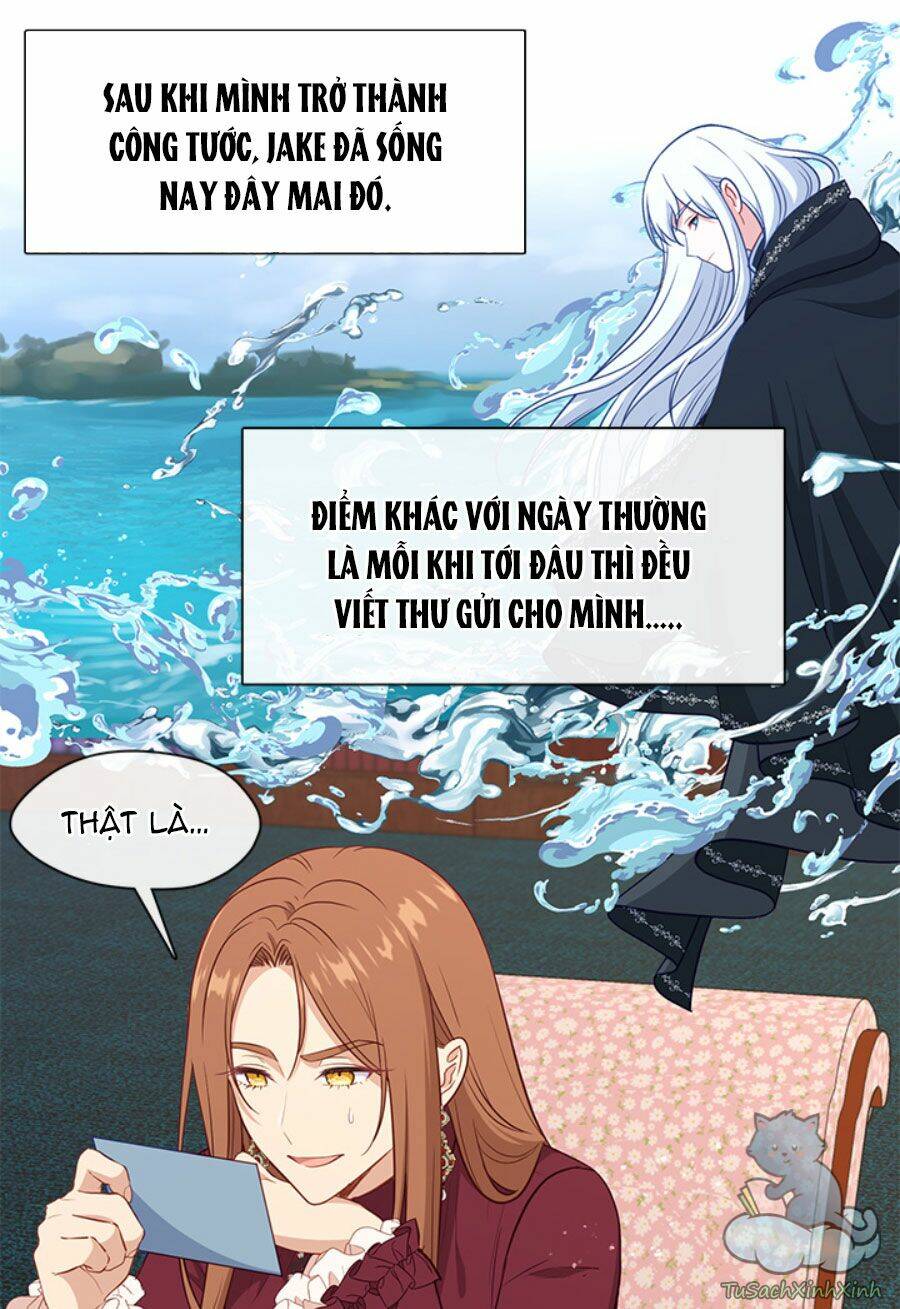 SAU KHI MÌNH TRỞ THÀNH
CÔNG TƯỚC, JAKE ĐÃ SỐNG
NAY ĐÂY MAI ĐÓ.
ĐIỂM KHÁC VỚI NGÀY THƯỜNG
LÀ MỖI KHI TỚI ĐÂU THÌ ĐỀU
VIẾT THƯ GỬI CHO MÌNH.....
THẬT LÀ...
TuSachXinhXinh